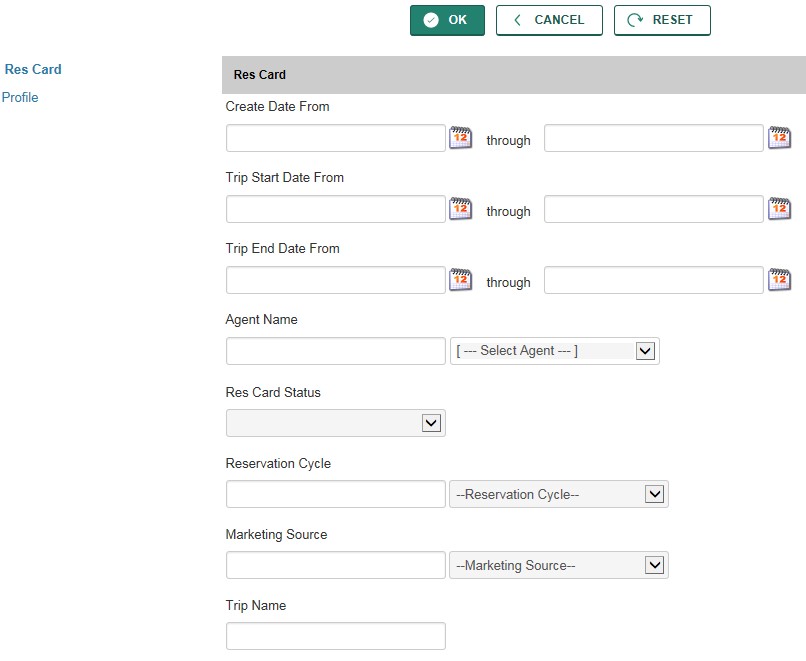 OK CANCEL RESET
Res Card
Profile
Res Card
Create Date From
12 through 12
Trip Start Date From
12 through 12
Trip End Date From
12 through 12
Agent Name
[ --- Select Agent --- ]
Res Card Status
Reservation Cycle
--Reservation Cycle--
Marketing Source
--Marketing Source--
Trip Name